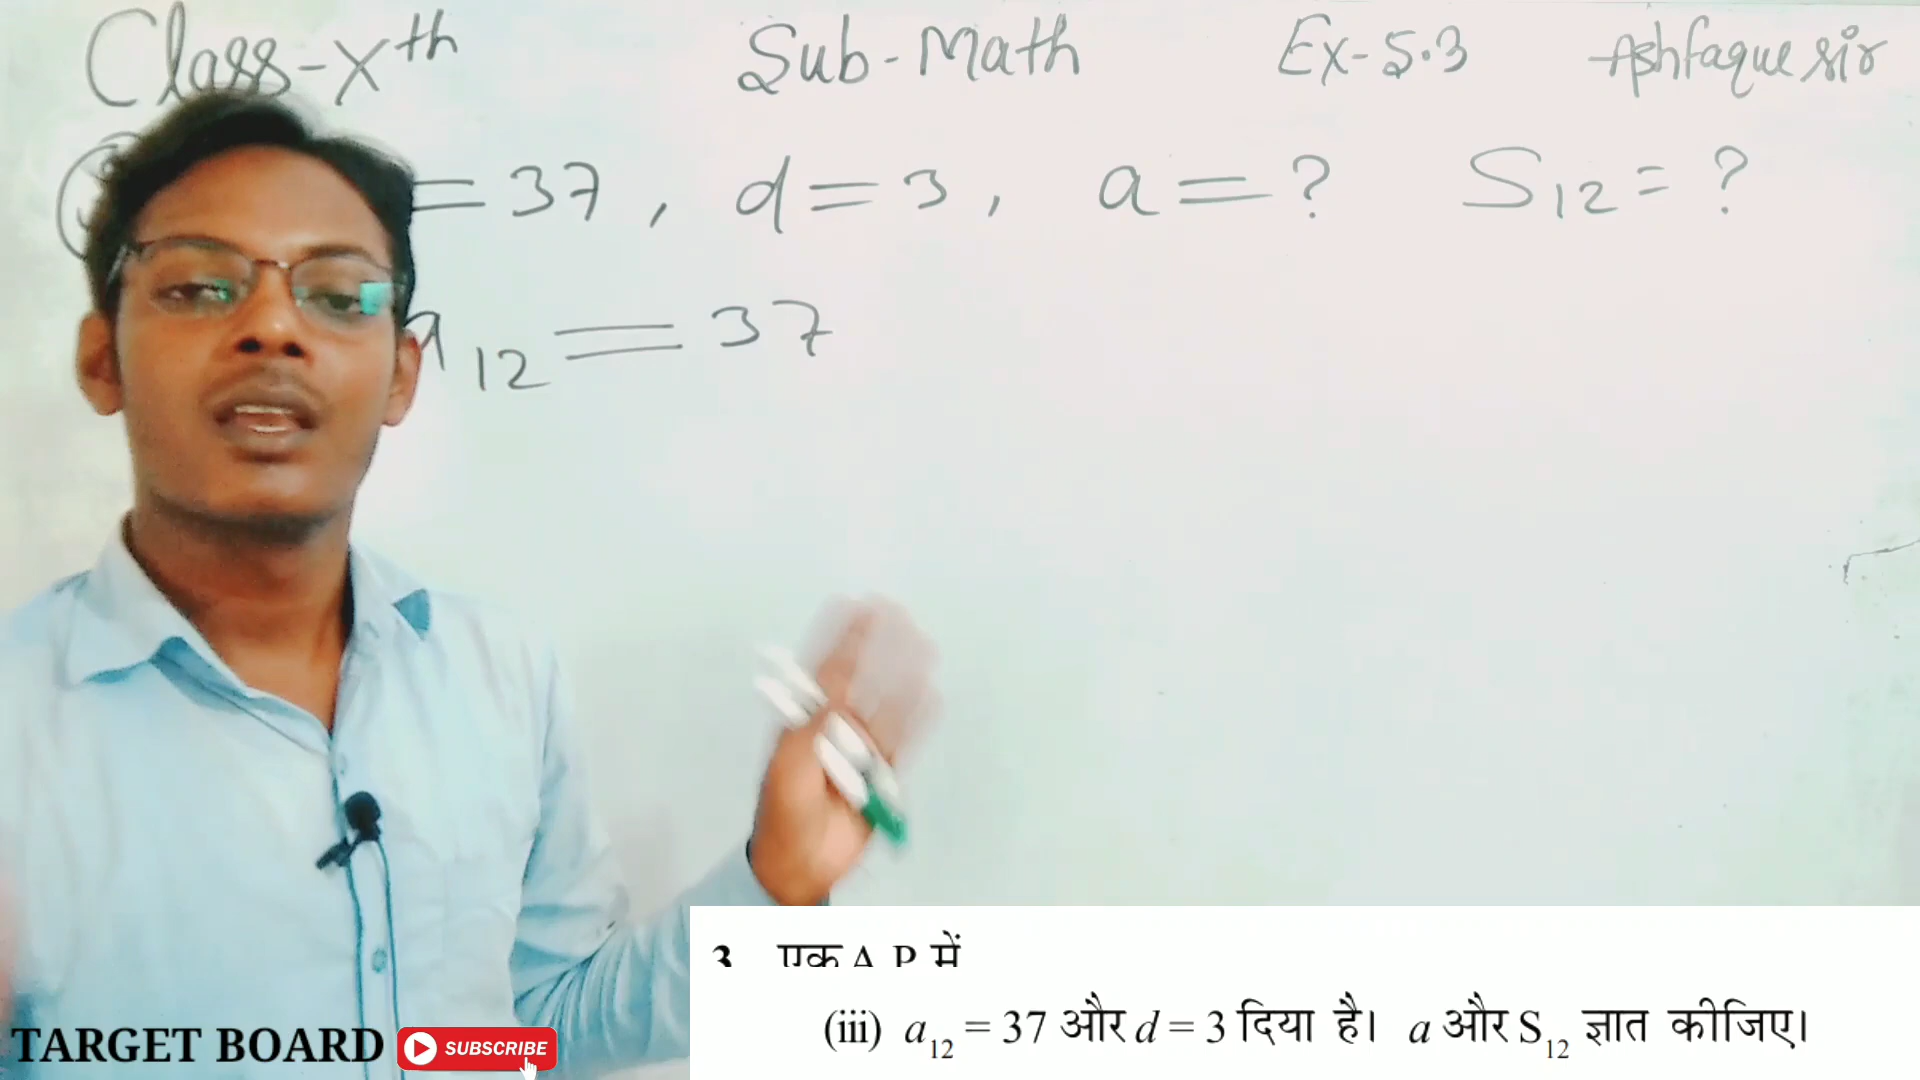 Class-Xth Sub-Math Ex-5.3 Ashfaque sir
= 37, d = 3, a = ? S12 = ?
a12 = 37
3 एक A P में
(iii) a12 = 37 और d = 3 दिया है। a और S12 ज्ञात कीजिए।
TARGET BOARD SUBSCRIBE